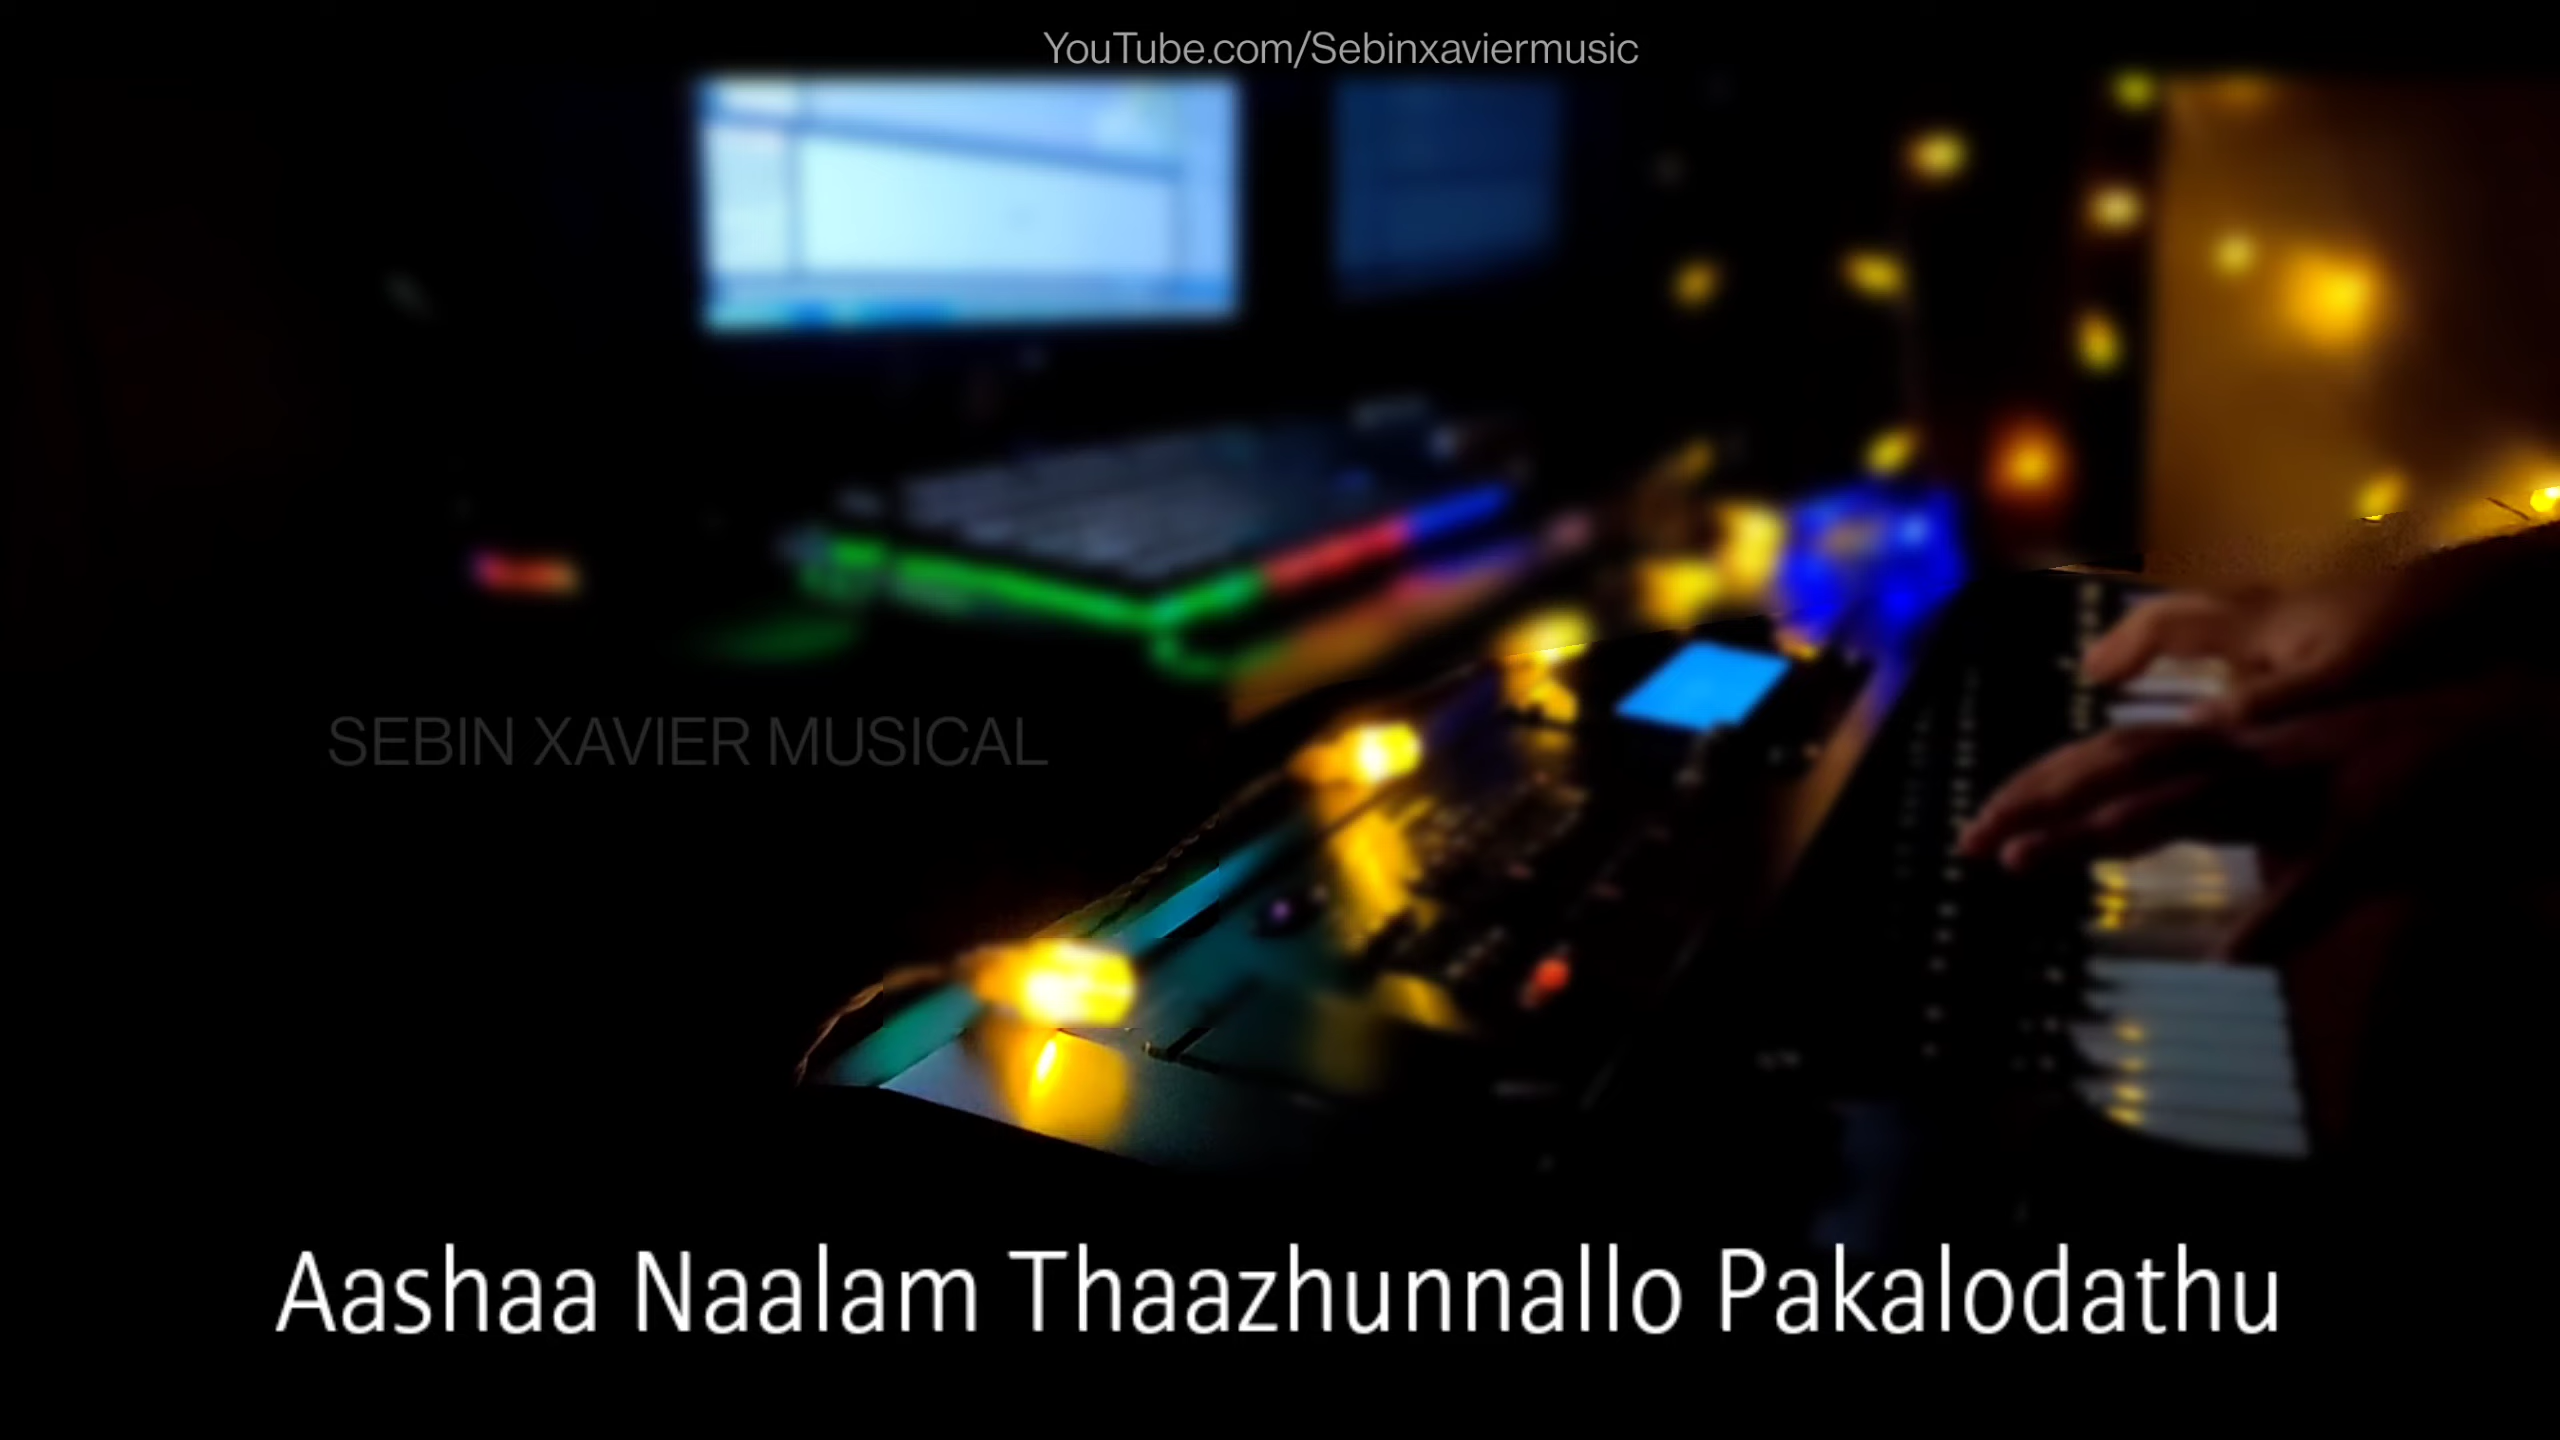 YouTube.com/Sebinxaviermusic
SEBIN XAVIER MUSICAL
Aashaa Naalam Thaazhunnallo Pakalodathu